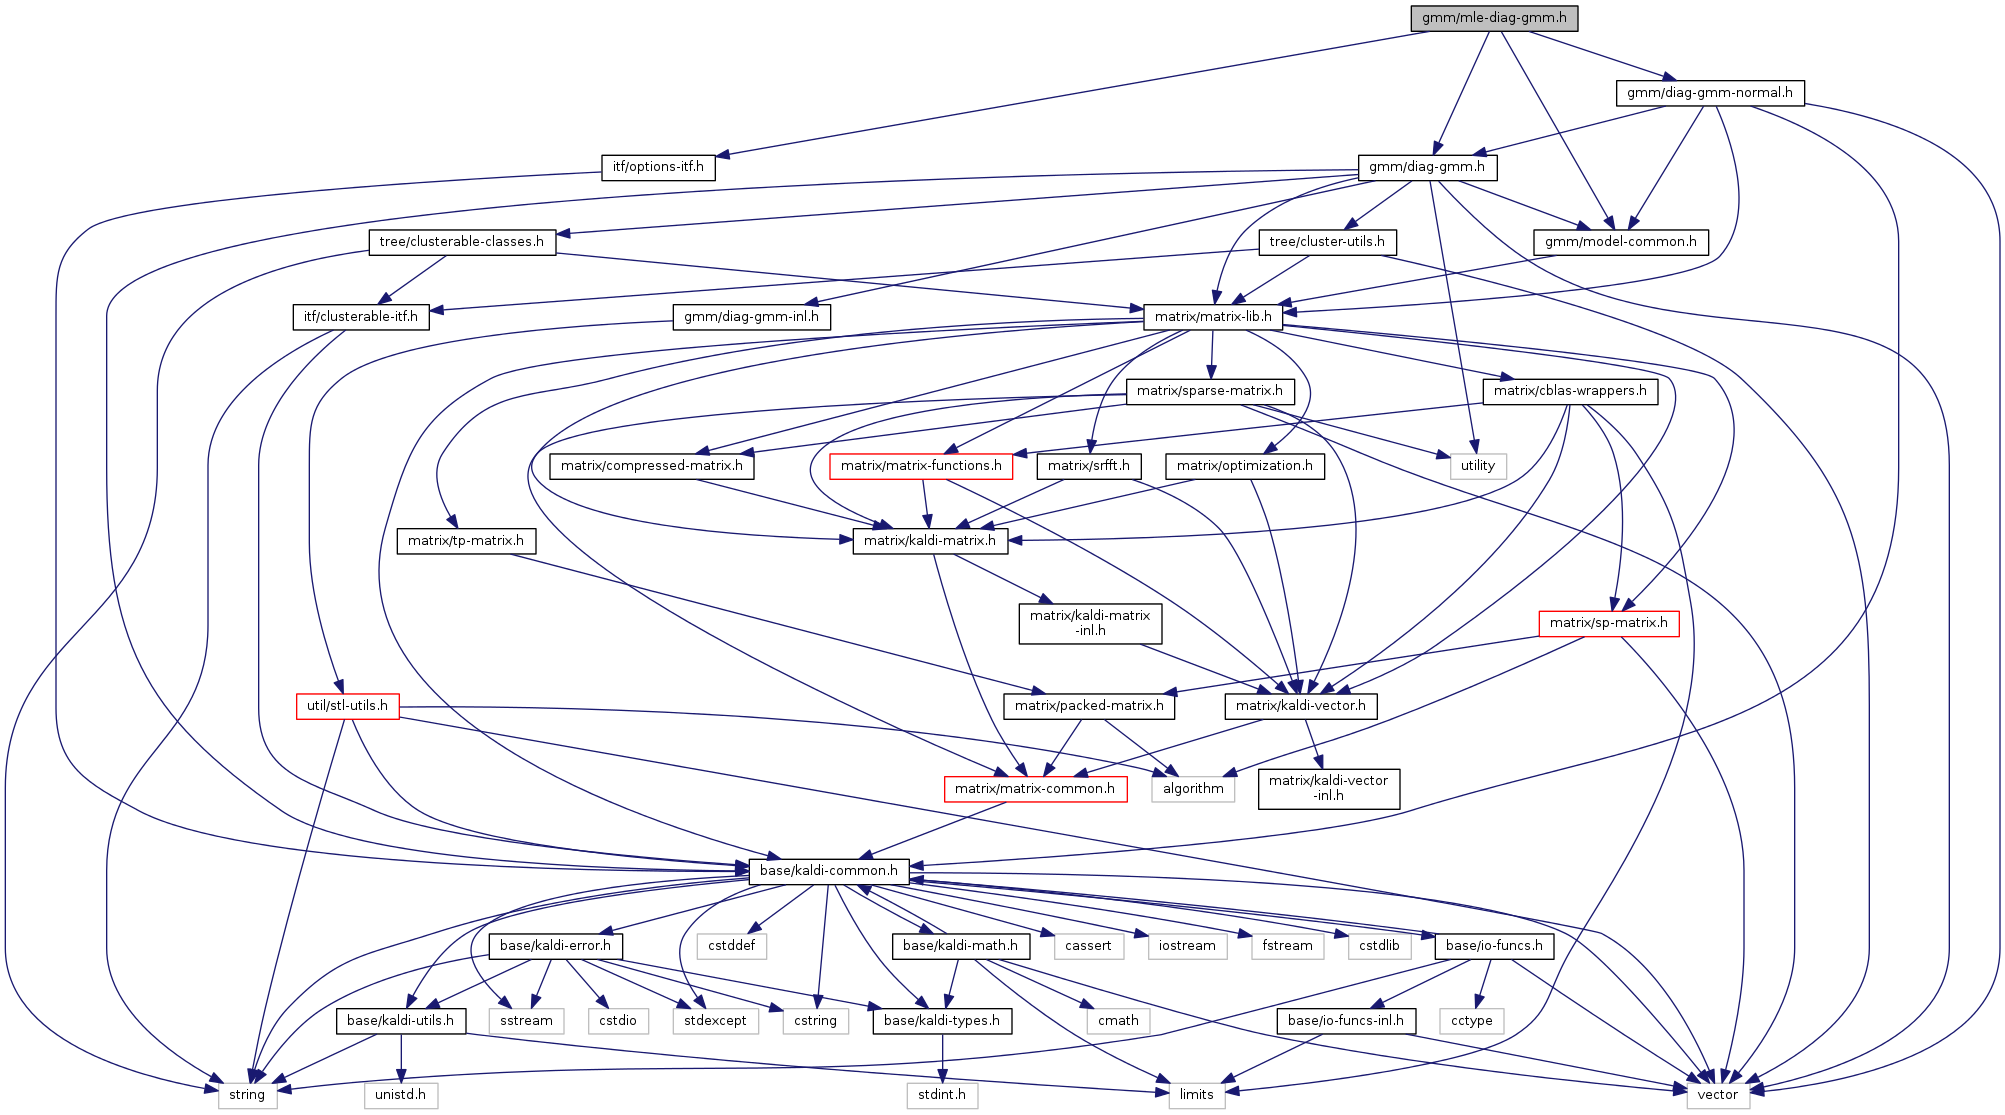 gmm/mle-diag-gmm.h
gmm/diag-gmm-normal.h
itf/options-itf.h
gmm/diag-gmm.h
tree/clusterable-classes.h
tree/cluster-utils.h
gmm/model-common.h
itf/clusterable-itf.h
gmm/diag-gmm-inl.h
matrix/matrix-lib.h
matrix/sparse-matrix.h
matrix/cblas-wrappers.h
matrix/compressed-matrix.h
matrix/matrix-functions.h
matrix/srfft.h
matrix/optimization.h
utility
matrix/tp-matrix.h
matrix/kaldi-matrix.h
matrix/kaldi-matrix
-inl.h
matrix/sp-matrix.h
util/stl-utils.h
matrix/packed-matrix.h
matrix/kaldi-vector.h
matrix/matrix-common.h
algorithm
matrix/kaldi-vector
-inl.h
base/kaldi-common.h
base/kaldi-error.h
cstddef
base/kaldi-math.h
cassert
iostream
fstream
cstdlib
base/io-funcs.h
base/kaldi-utils.h
sstream
cstdio
stdexcept
cstring
base/kaldi-types.h
cmath
base/io-funcs-inl.h
cctype
string
unistd.h
stdint.h
limits
vector